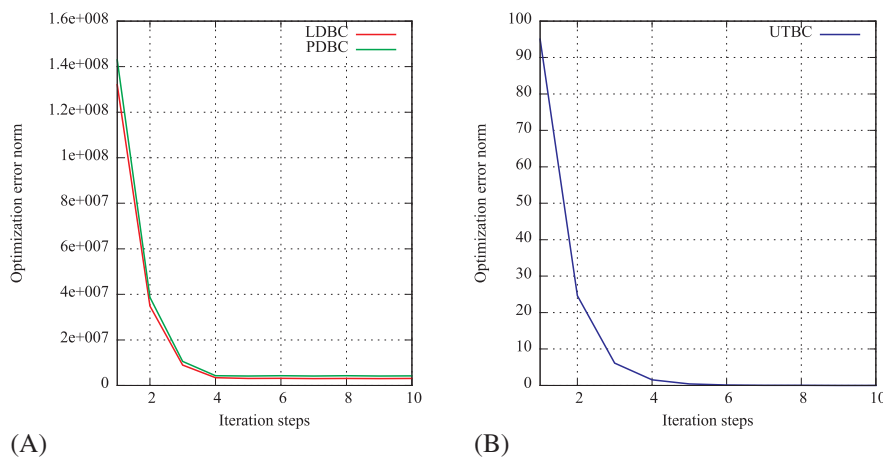 1.6e+008
1.4e+008
1.2e+008
1e+008
8e+007
6e+007
4e+007
2e+007
0
Optimization error norm
LDBC
PDBC
2 4 6 8 10
Iteration steps
(A)
100
90
80
70
60
50
40
30
20
10
0
Optimization error norm
UTBC
2 4 6 8 10
Iteration steps
(B)